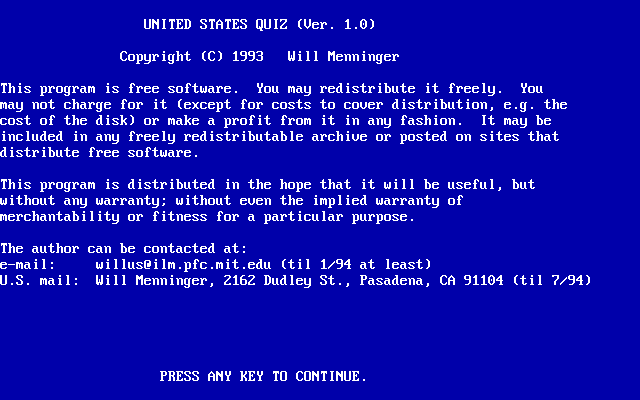 UNITED STATES QUIZ (Ver. 1.0)
Copyright (C) 1993   Will Menninger
This program is free software.  You may redistribute it freely.  You
may not charge for it (except for costs to cover distribution, e.g. the
cost of the disk) or make a profit from it in any fashion.  It may be
included in any freely redistributable archive or posted on sites that
distribute free software.
This program is distributed in the hope that it will be useful, but
without any warranty; without even the implied warranty of
merchantability or fitness for a particular purpose.
The author can be contacted at:
e-mail:     willus@ilm.pfc.mit.edu (til 1/94 at least)
U.S. mail:  Will Menninger, 2162 Dudley St., Pasadena, CA 91104 (til 7/94)
PRESS ANY KEY TO CONTINUE.